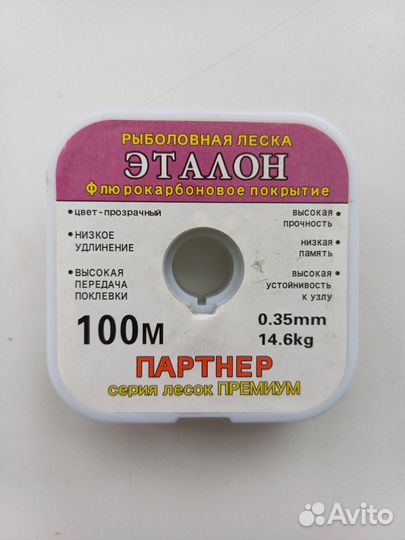 РЫБОЛОВНАЯ ЛЕСКА
ЭТАЛОН
Флюрокарбоновое покрытие
• цвет-прозрачный
• НИЗКОЕ
УДЛИНЕНИЕ
• ВЫСОКАЯ
ПЕРЕДАЧА
ПОКЛЕВКИ
высокая •
прочность
низкая •
память
высокая •
устойчивость
к узлу
100м
0.35mm
14.6kg
ПАРТНЕР
серия лесок ПРЕМИУМ
Avito